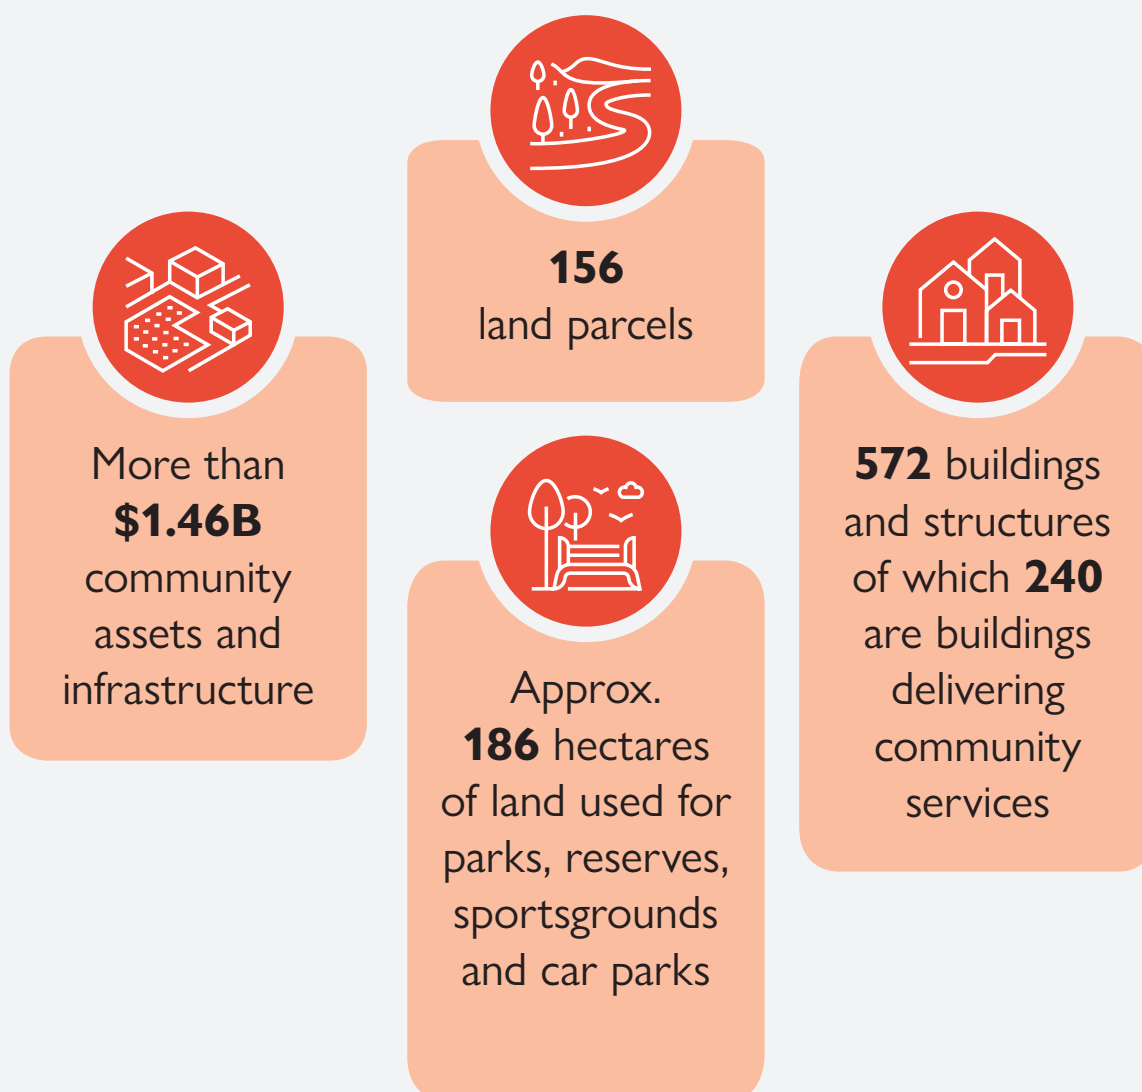 156
land parcels
More than
$1.46B
community
assets and
infrastructure
572 buildings
and structures
of which 240
are buildings
delivering
community
services
Approx.
186 hectares
of land used for
parks, reserves,
sportsgrounds
and car parks